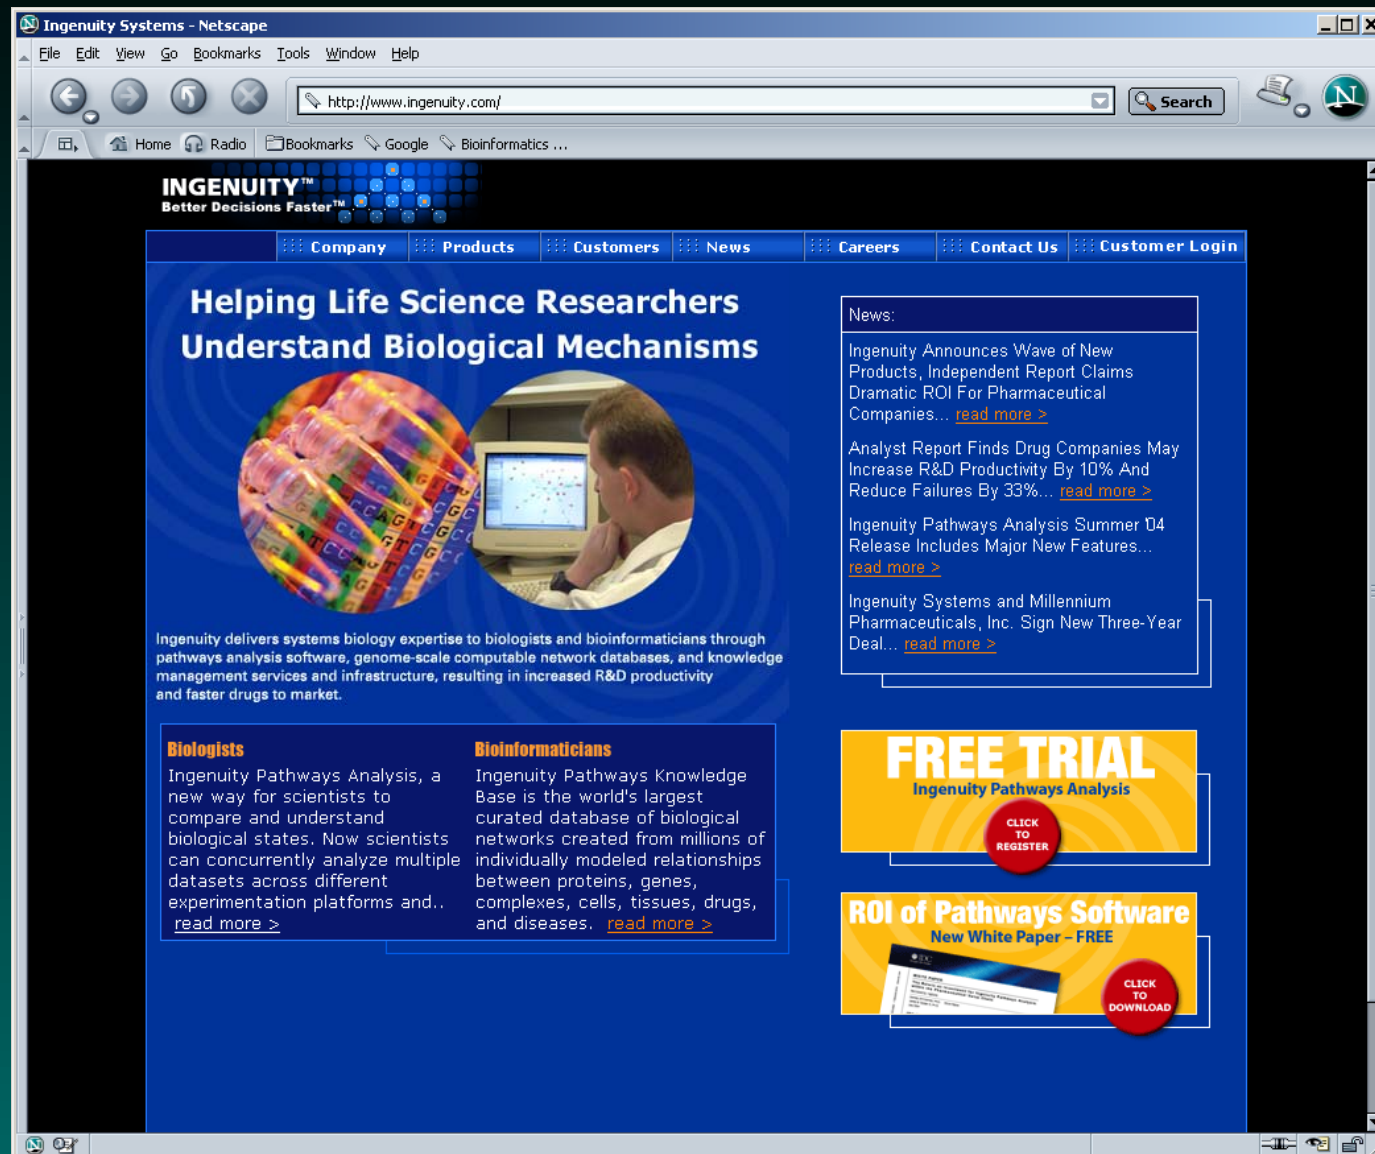 Ingenuity Systems - Netscape
File Edit View Go Bookmarks Tools Window Help
http://www.ingenuity.com/
Search
N
Home Radio Bookmarks Google Bioinformatics ...
INGENUITY™
Better Decisions Faster™
Company Products Customers News Careers Contact Us Customer Login
Helping Life Science Researchers
Understand Biological Mechanisms
Ingenuity delivers systems biology expertise to biologists and bioinformaticians through
pathways analysis software, genome-scale computable network databases, and knowledge
management services and infrastructure, resulting in increased R&D productivity
and faster drugs to market.
Biologists
Ingenuity Pathways Analysis, a
new way for scientists to
compare and understand
biological states. Now scientists
can concurrently analyze multiple
datasets across different
experimentation platforms and..
read more >
Bioinformaticians
Ingenuity Pathways Knowledge
Base is the world's largest
curated database of biological
networks created from millions of
individually modeled relationships
between proteins, genes,
complexes, cells, tissues, drugs,
and diseases. read more >
News:
Ingenuity Announces Wave of New
Products, Independent Report Claims
Dramatic ROI For Pharmaceutical
Companies... read more >
Analyst Report Finds Drug Companies May
Increase R&D Productivity By 10% And
Reduce Failures By 33%... read more >
Ingenuity Pathways Analysis Summer '04
Release Includes Major New Features...
read more >
Ingenuity Systems and Millennium
Pharmaceuticals, Inc. Sign New Three-Year
Deal... read more >
FREE TRIAL
Ingenuity Pathways Analysis
CLICK
TO
REGISTER
ROI of Pathways Software
New White Paper – FREE
CLICK
TO
DOWNLOAD